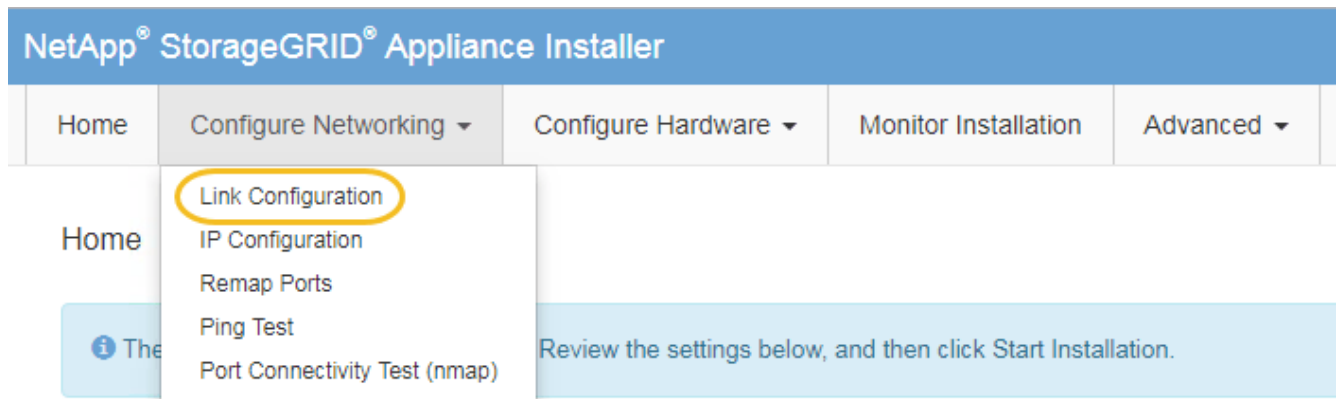 NetApp® StorageGRID® Appliance Installer
Home Configure Networking Configure Hardware Monitor Installation Advanced
Link Configuration
Home IP Configuration
Remap Ports
Ping Test
The Review the settings below, and then click Start Installation.
Port Connectivity Test (nmap)